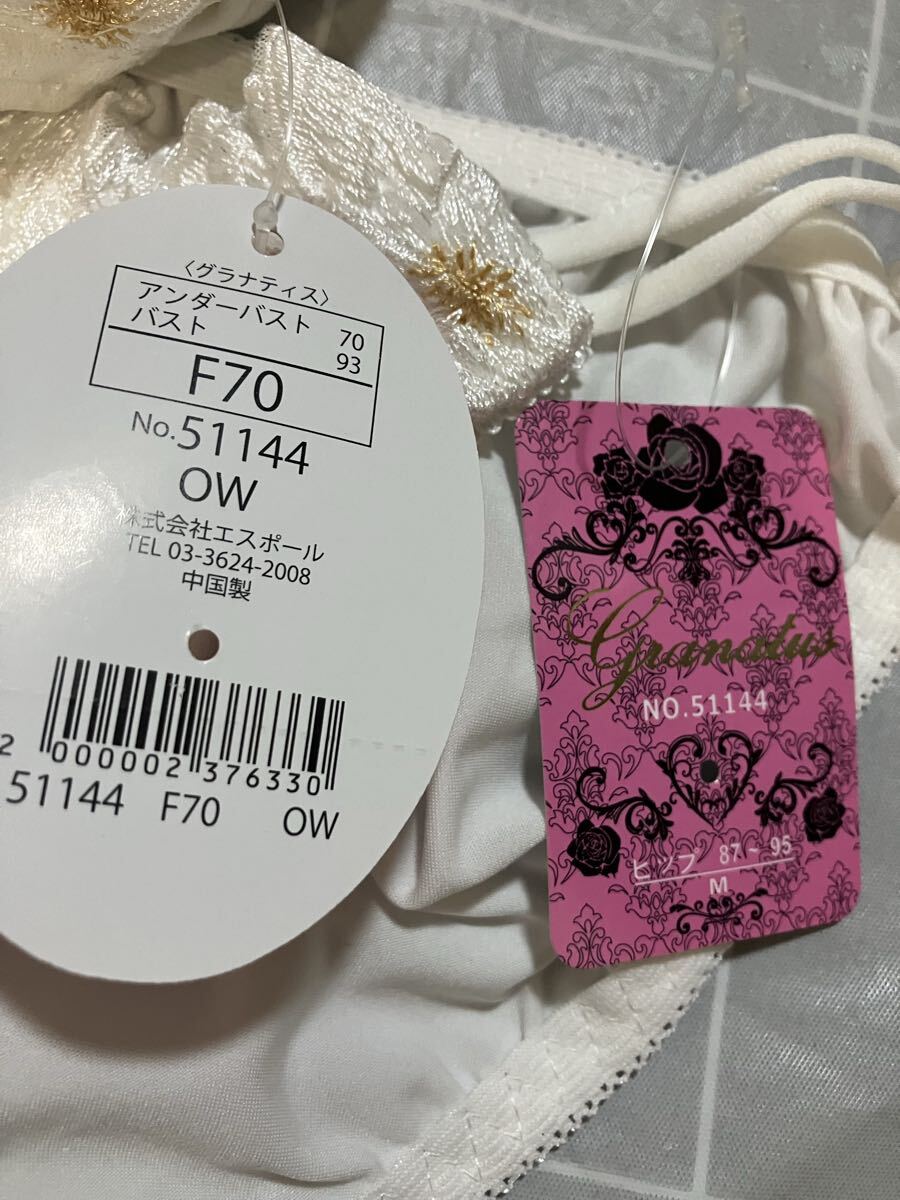 〈グラナティス〉
アンダーバスト 70
バスト 93
F70
No.51144
OW
株式会社エスポール
TEL 03-3624-2008
中国製
2 000002 376330
51144 F70 OW
Granatus
NO.51144
ヒップ 87~95
M